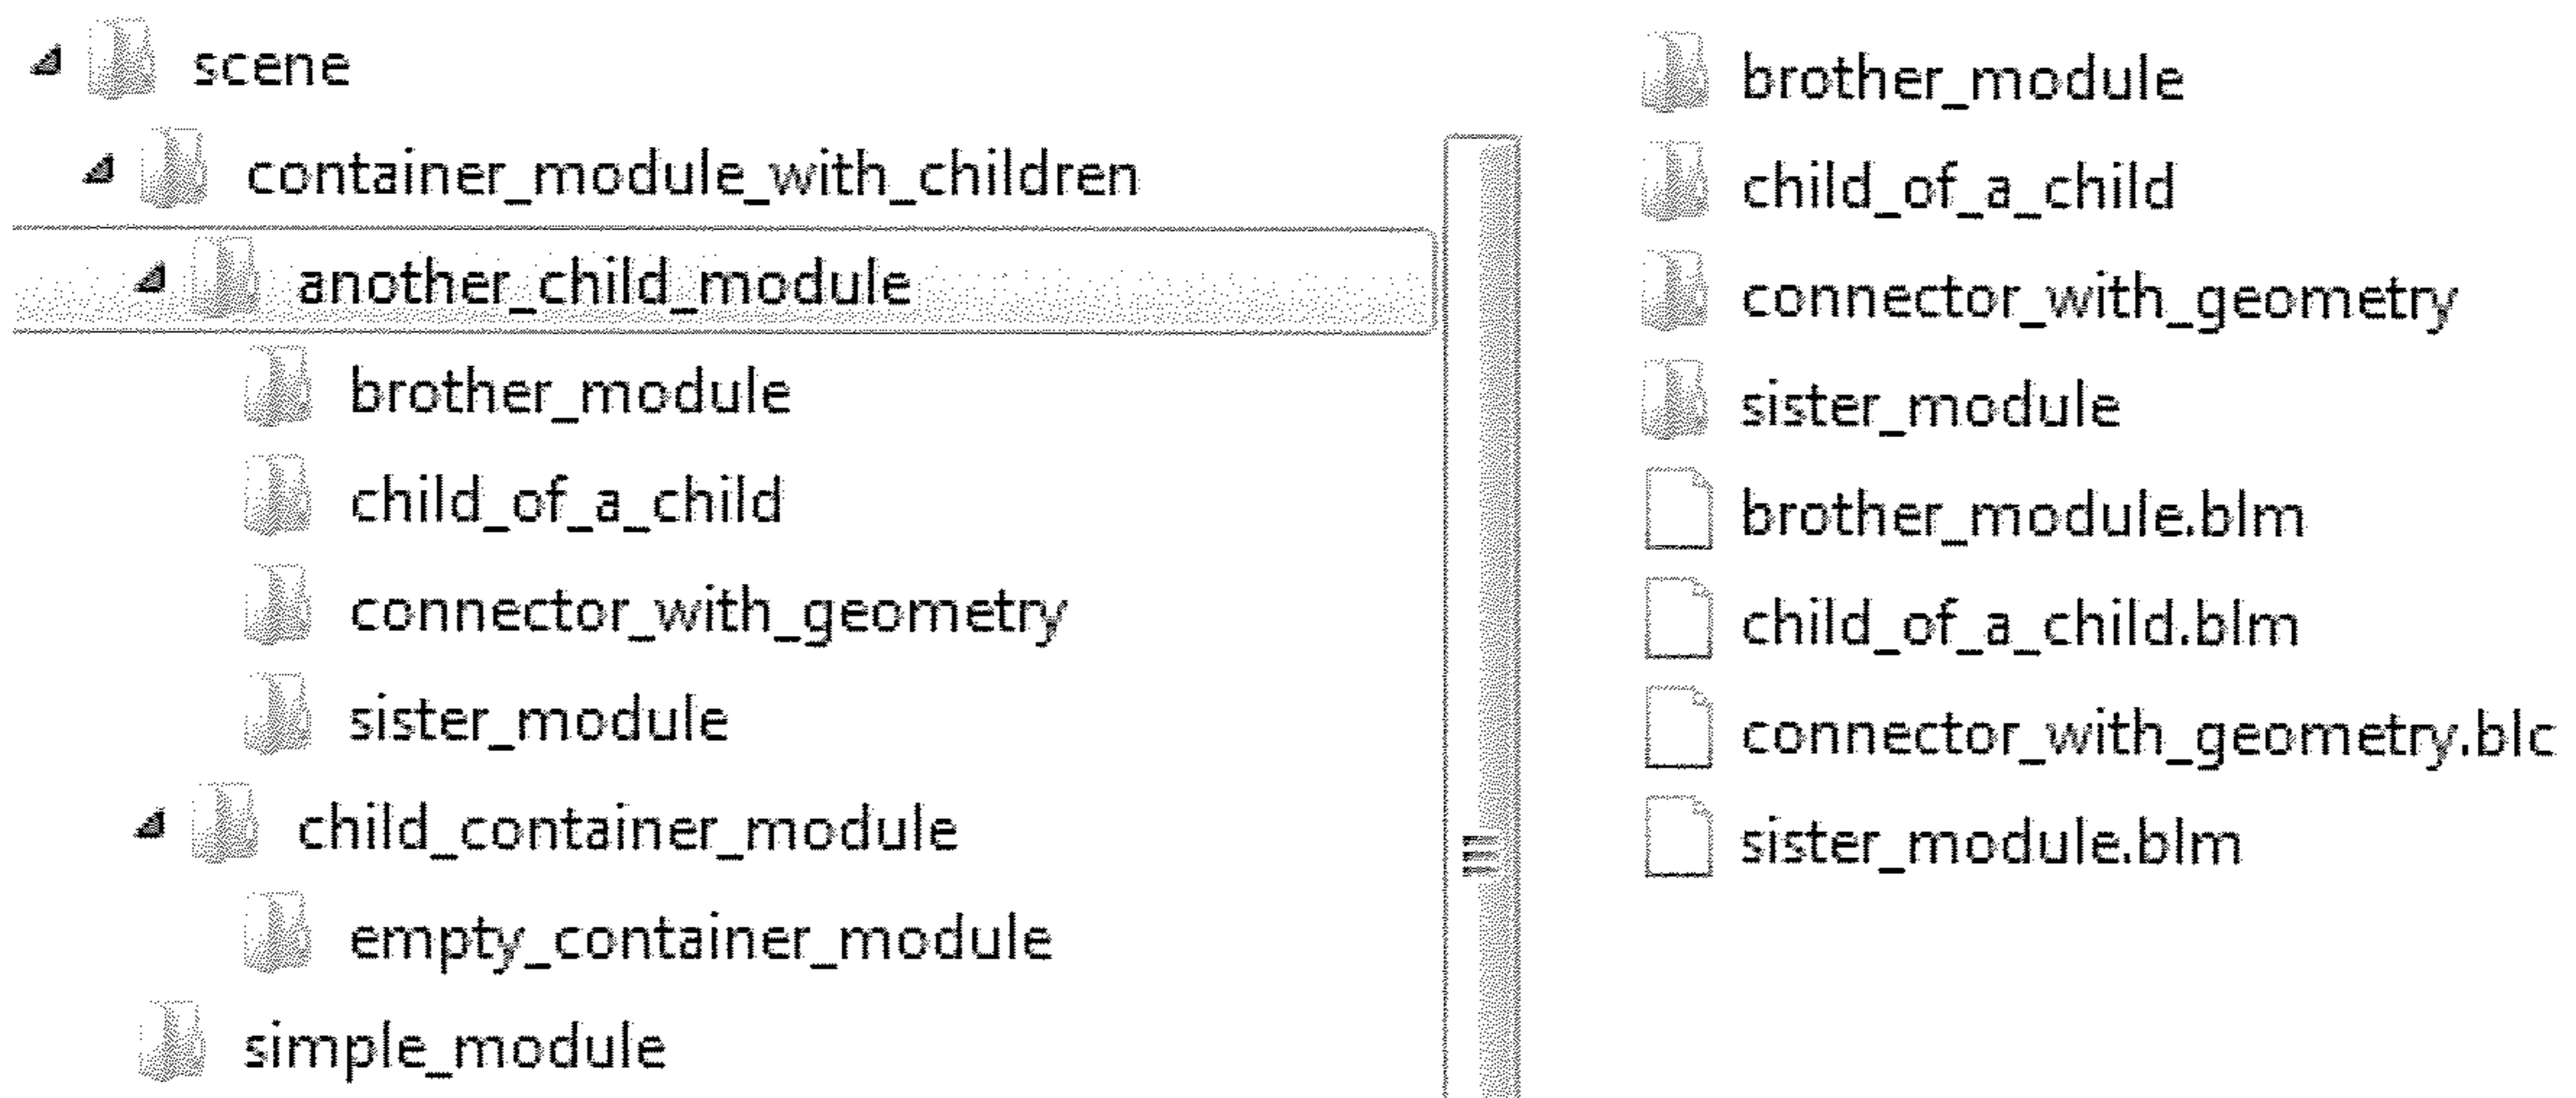 scene
container_module_with_children
another_child_module
brother_module
child_of_a_child
connector_with_geometry
sister_module
child_container_module
empty_container_module
simple_module
brother_module
child_of_a_child
connector_with_geometry
sister_module
brother_module.blm
child_of_a_child.blm
connector_with_geometry.blc
sister_module.blm